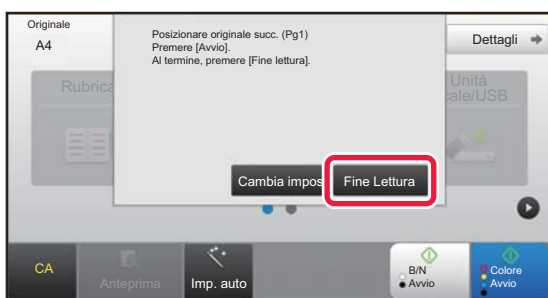 Originale
A4
Posizionare originale succ. (Pg1)
Premere [Avvio].
Al termine, premere [Fine lettura].
Dettagli
Rubrica
Unità
ale/USB
Cambia impos
Fine Lettura
CA
Anteprima
Imp. auto
B/N
Avvio
Colore
Avvio